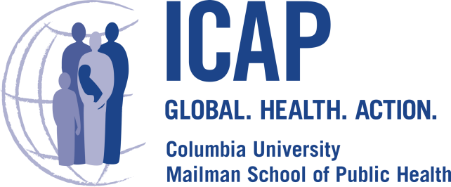 ICAP
GLOBAL. HEALTH. ACTION.
Columbia University
Mailman School of Public Health